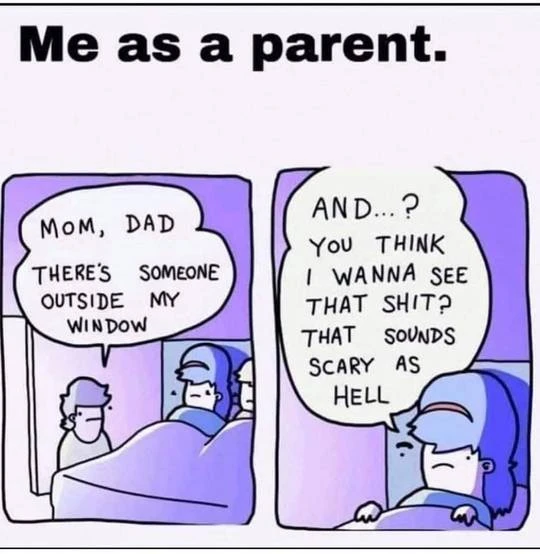 Me as a parent.
MOM, DAD
THERE'S SOMEONE
OUTSIDE MY
WINDOW
AND...?
YOU THINK
I WANNA SEE
THAT SHIT?
THAT SOUNDS
SCARY AS
HELL